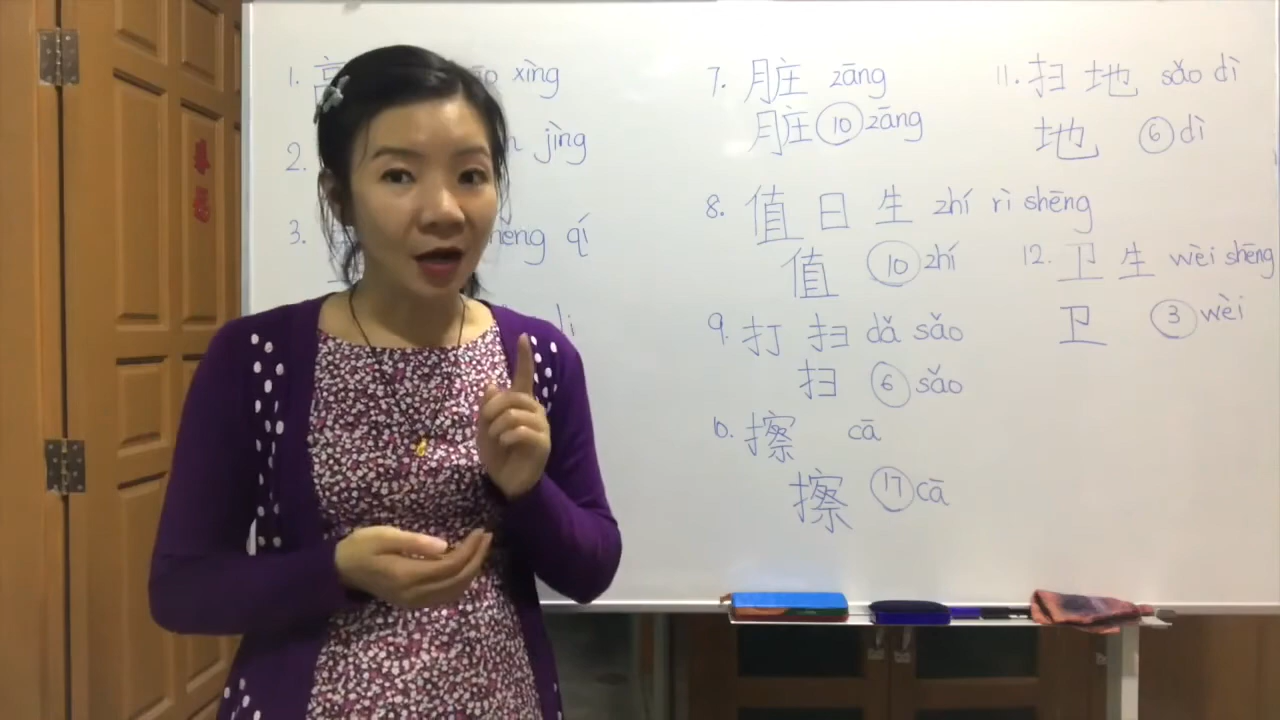 1. 高 xìng
2. jìng
3. qí
li
7. 脏 zāng
脏 10 zāng
8. 值日生 zhí rì shēng
值 10 zhí
9. 打扫 dǎ sǎo
扫 6 sǎo
10. 擦 cā
擦 17 cā
11. 扫地 sǎo dì
地 6 dì
12. 卫生 wèi shēng
卫 3 wèi